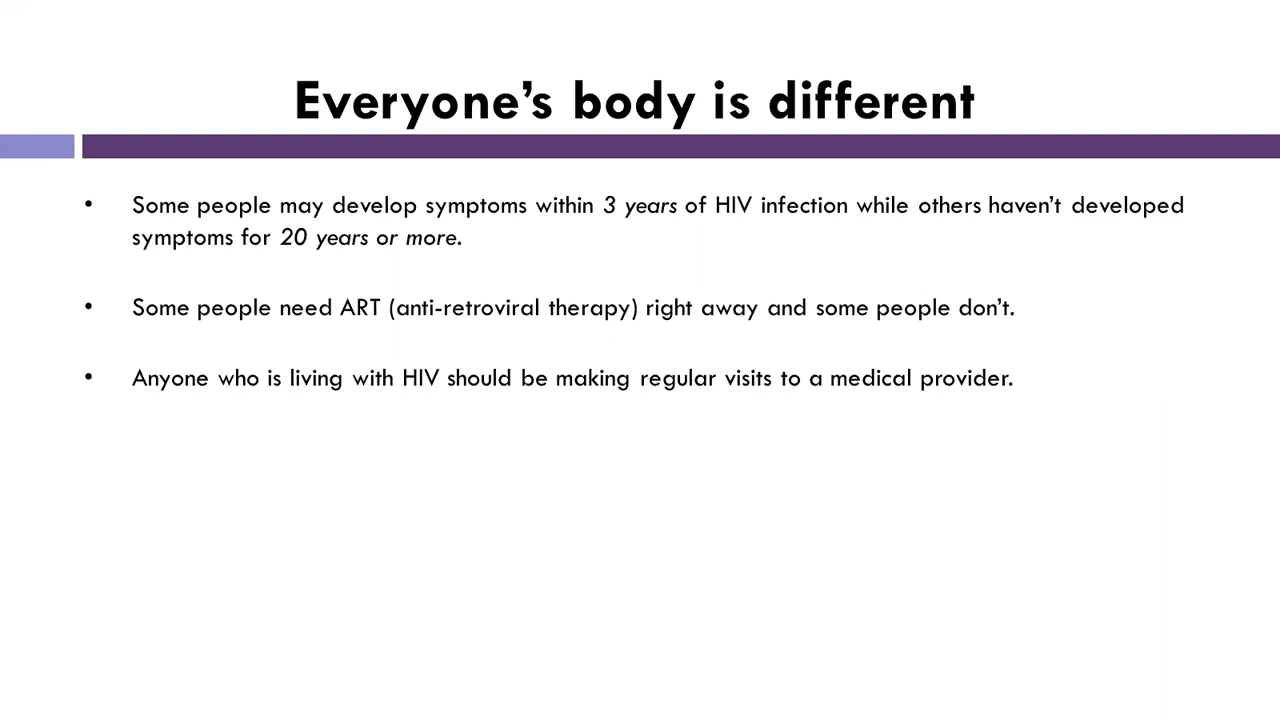 Everyone’s body is different
• Some people may develop symptoms within 3 years of HIV infection while others haven’t developed
symptoms for 20 years or more.
• Some people need ART (anti-retroviral therapy) right away and some people don’t.
• Anyone who is living with HIV should be making regular visits to a medical provider.